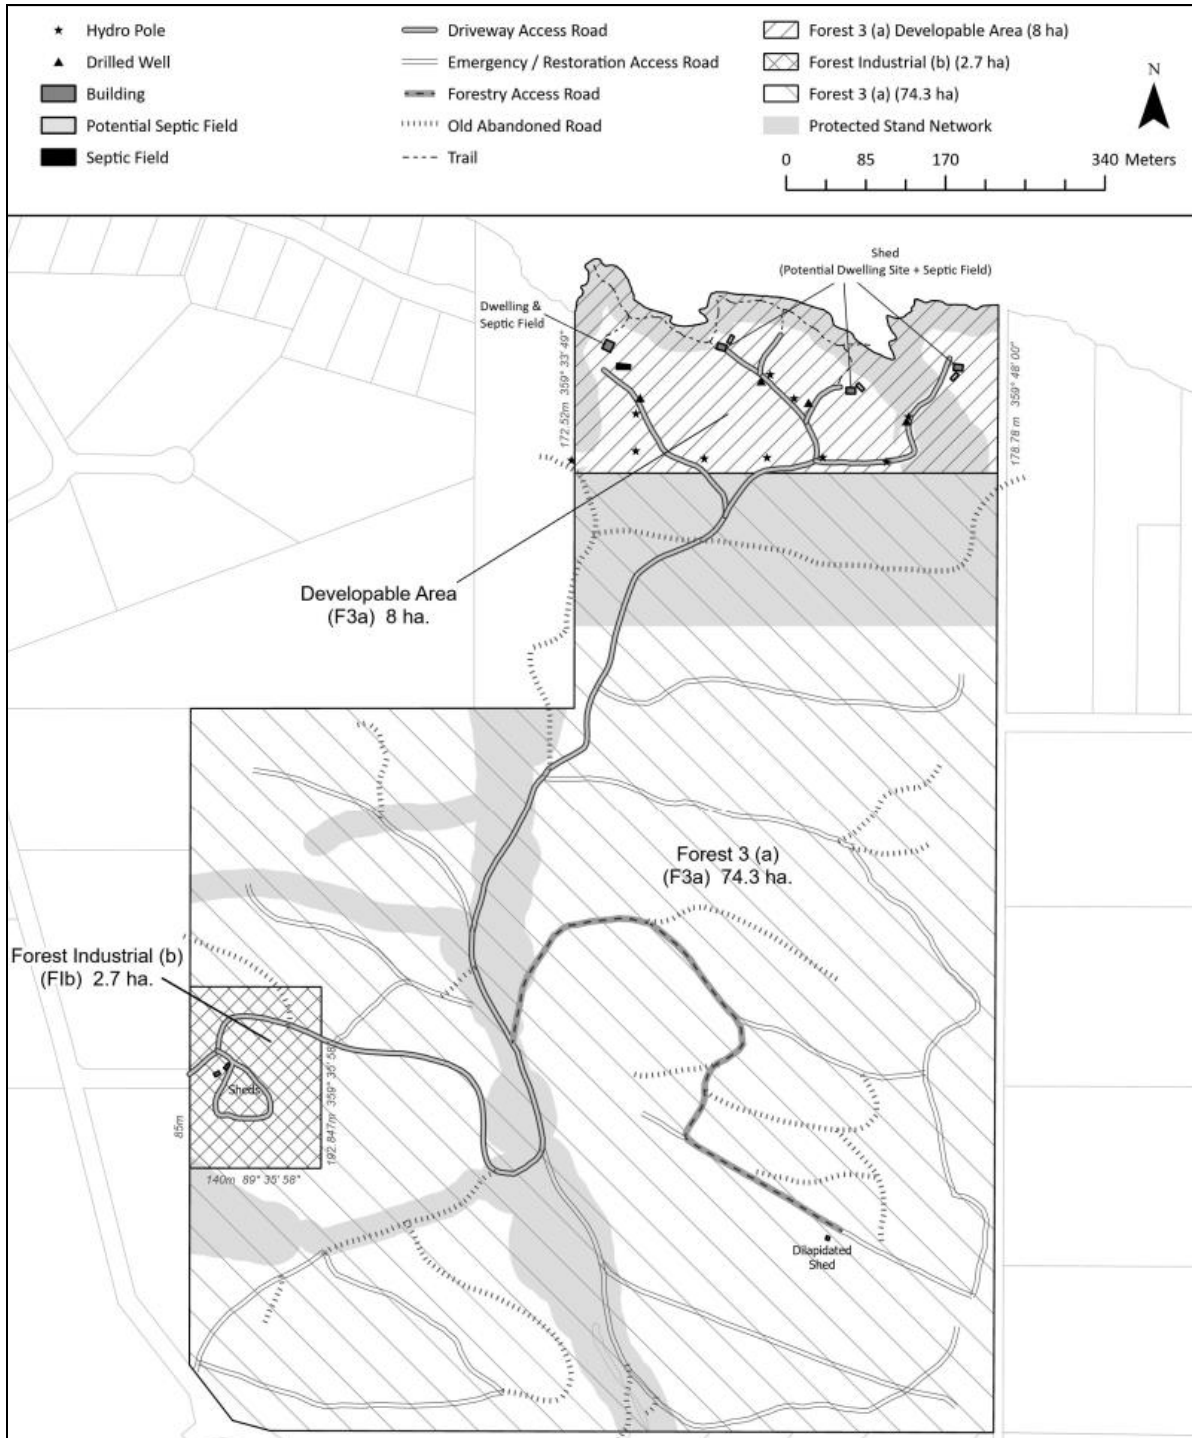 Hydro Pole
Drilled Well
Building
Potential Septic Field
Septic Field
Driveway Access Road
Emergency / Restoration Access Road
Forestry Access Road
Old Abandoned Road
Trail
Forest 3 (a) Developable Area (8 ha)
Forest Industrial (b) (2.7 ha)
Forest 3 (a) (74.3 ha)
Protected Stand Network
N
0 85 170 340 Meters
Shed
(Potential Dwelling Site + Septic Field)
Dwelling &
Septic Field
172.52m 359° 33' 49"
178.78 m 359° 48' 00"
Developable Area
(F3a) 8 ha.
Forest 3 (a)
(F3a) 74.3 ha.
Forest Industrial (b)
(FIb) 2.7 ha.
Sheds
85m
192.847m 359° 35' 58"
140m 89° 35' 58"
Dilapidated
Shed